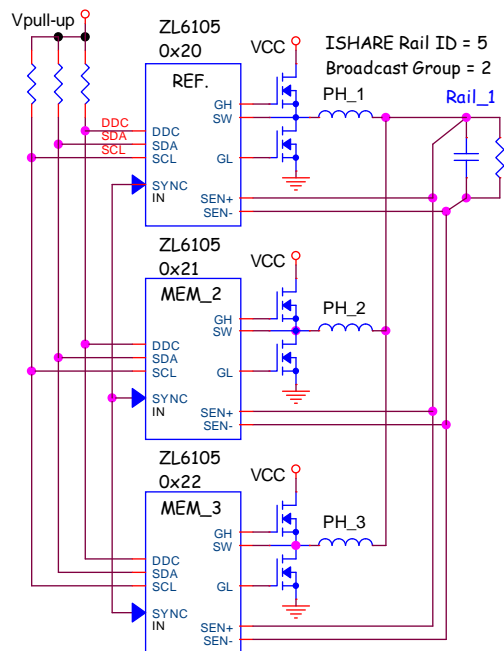 Vpull-up
ZL6105
0x20
REF.
VCC
ISHARE Rail ID = 5
Broadcast Group = 2
Rail_1
PH_1
GH
SW
DDC
SDA
SCL
DDC
SDA
SCL
GL
SYNC
IN
SEN+
SEN-
ZL6105
0x21
MEM_2
VCC
PH_2
GH
SW
DDC
SDA
SCL
GL
SYNC
IN
SEN+
SEN-
ZL6105
0x22
MEM_3
VCC
PH_3
GH
SW
DDC
SDA
SCL
GL
SYNC
IN
SEN+
SEN-